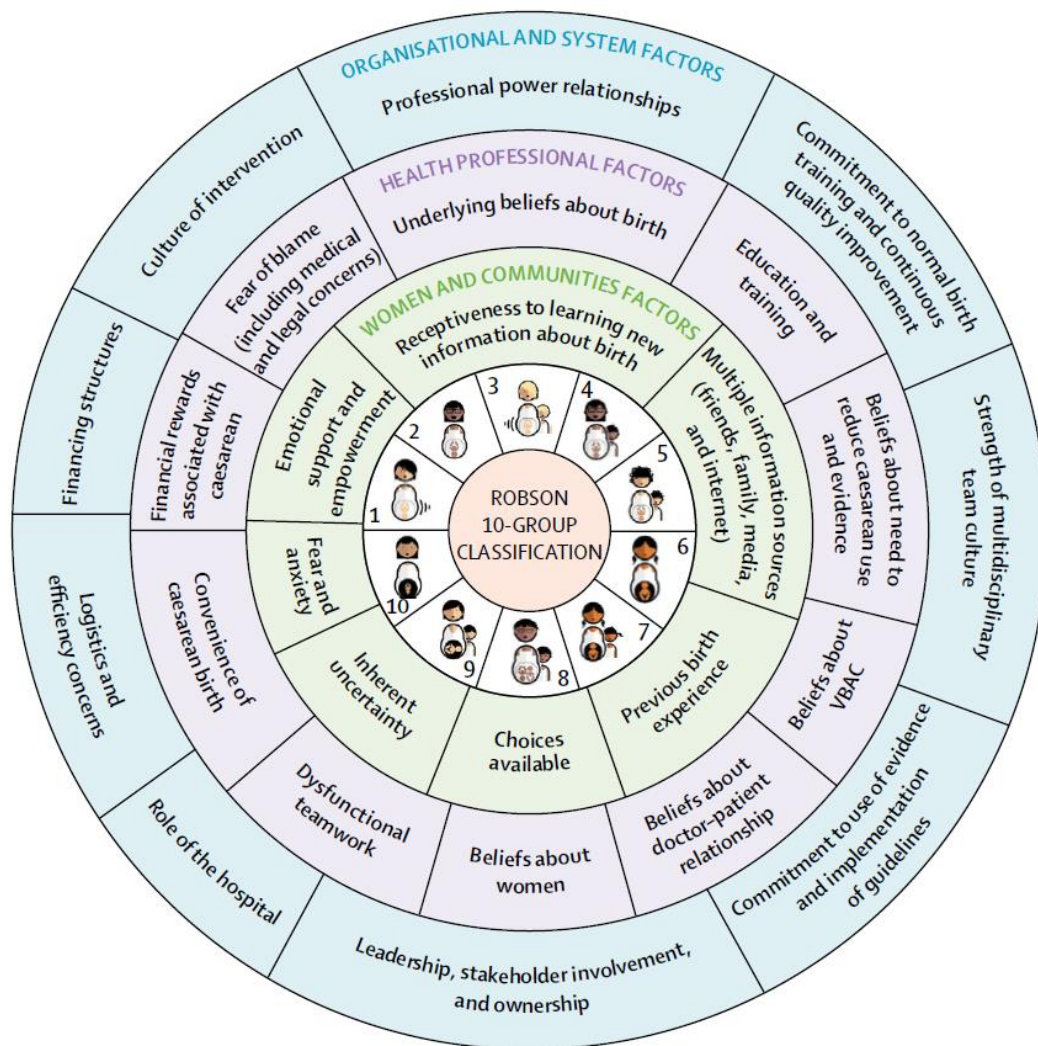 ORGANISATIONAL AND SYSTEM FACTORS
Professional power relationships
Commitment to normal birth
training and continuous
quality improvement
Strength of multidisciplinary
team culture
Commitment to use of evidence
and implementation
of guidelines
Leadership, stakeholder involvement,
and ownership
Role of the hospital
Logistics and
efficiency concerns
Financing structures
Culture of intervention
HEALTH PROFESSIONAL FACTORS
Underlying beliefs about birth
Education and
training
Beliefs about need to
reduce caesarean use
and evidence
Beliefs about
VBAC
Beliefs about
doctor–patient
relationship
Beliefs about
women
Dysfunctional
teamwork
Convenience of
caesarean birth
Financial rewards
associated with
caesarean
Fear of blame
(including medical
and legal concerns)
WOMEN AND COMMUNITIES FACTORS
Receptiveness to learning new
information about birth
Multiple information sources
(friends, family, media,
and internet)
Previous birth
experience
Choices
available
Inherent
uncertainty
Fear and
anxiety
Emotional
support and
empowerment
1
2
3
4
5
6
7
8
9
10
ROBSON
10-GROUP
CLASSIFICATION